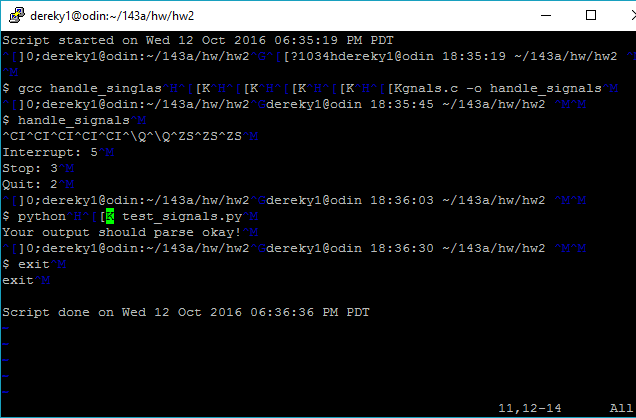 dereky1@odin:~/143a/hw/hw2
Script started on Wed 12 Oct 2016 06:35:19 PM PDT
^[]0;dereky1@odin:~/143a/hw/hw2^G^[[?1034hdereky1@odin 18:35:19 ~/143a/hw/hw2 ^M
^M
$ gcc handle_singlas^H^[[K^H^[[K^H^[[K^H^[[K^H^[[Kgnals.c -o handle_signals^M
^[]0;dereky1@odin:~/143a/hw/hw2^Gdereky1@odin 18:35:45 ~/143a/hw/hw2 ^M^M
$ handle_signals^M
^CI^CI^CI^CI^CI^\Q^\Q^ZS^ZS^ZS^M
Interrupt: 5^M
Stop: 3^M
Quit: 2^M
^[]0;dereky1@odin:~/143a/hw/hw2^Gdereky1@odin 18:36:03 ~/143a/hw/hw2 ^M^M
$ python^H^[[K test_signals.py^M
Your output should parse okay!^M
^[]0;dereky1@odin:~/143a/hw/hw2^Gdereky1@odin 18:36:30 ~/143a/hw/hw2 ^M^M
$ exit^M
exit^M
Script done on Wed 12 Oct 2016 06:36:36 PM PDT
~
~
~
~
~
11,12-14 All